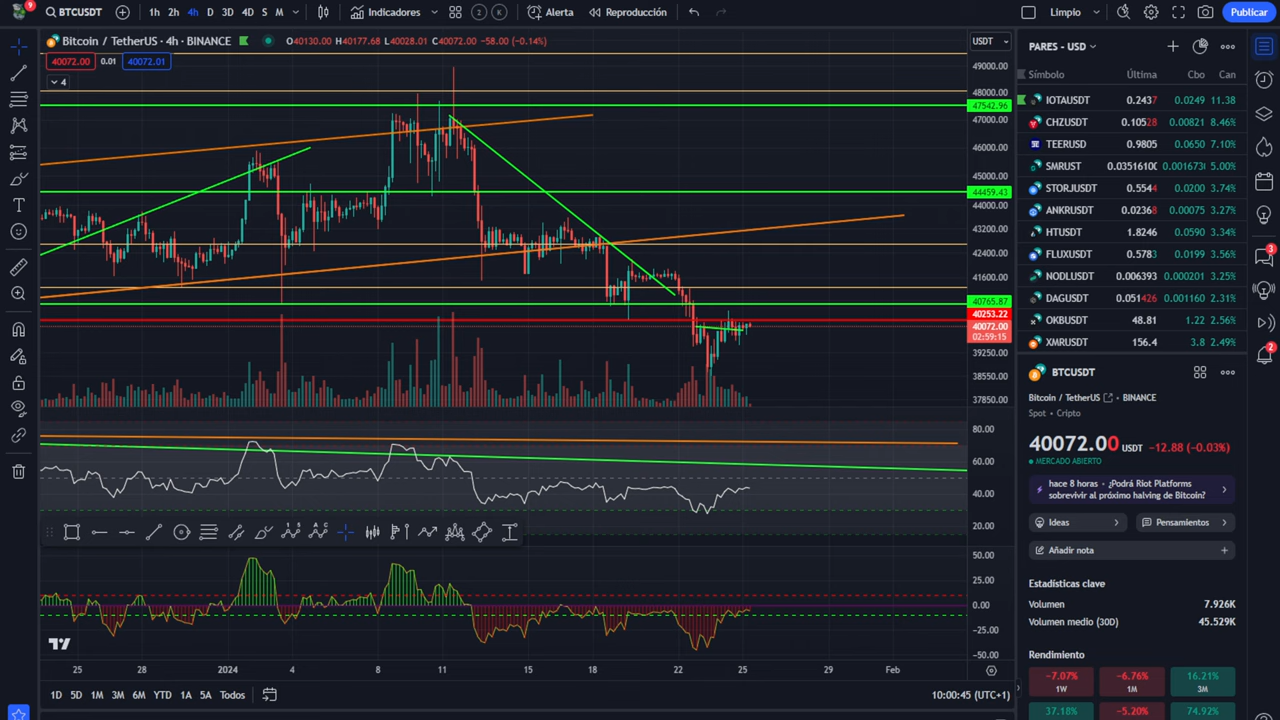 9
BTCUSDT
1h 2h 4h D 3D 4D S M
Indicadores
2 K
Alerta
Reproducción
Limpio
Publicar
Bitcoin / TetherUS · 4h · BINANCE
O40130.00 H40177.68 L40028.01 C40072.00 −58.00 (−0.14%)
40072.00 0.01 40072.01
4
USDT
49000.00
48000.00
47542.96
47000.00
46000.00
45000.00
44459.43
44000.00
43200.00
42400.00
41600.00
40765.87
40253.22
40072.00
02:59:15
39250.00
38550.00
37850.00
80.00
60.00
40.00
20.00
50.00
25.00
0.00
−25.00
−50.00
25 28 2024 4 8 11 15 18 22 25 29 Feb
1D 5D 1M 3M 6M YTD 1A 5A Todos
10:00:45 (UTC+1)
PARES - USD
Símbolo Última Cbo Can
IOTAUSDT 0.2437 0.0249 11.38
CHZUSDT 0.10528 0.00821 8.46%
TEERUSD 0.9805 0.0650 7.10%
SMRUST 0.0351610( 0.001673( 5.00%
STORJUSDT 0.5544 0.0200 3.74%
ANKRUSDT 0.02368 0.00075 3.27%
HTUSDT 1.8246 0.0590 3.34%
FLUXUSDT 0.5783 0.0199 3.56%
NODLUSDT 0.006393 0.000201 3.25%
DAGUSDT 0.051426 0.001160 2.31%
OKBUSDT 48.81 1.22 2.56%
XMRUSDT 156.4 3.8 2.49%
BTCUSDT
Bitcoin / TetherUS · BINANCE
Spot · Cripto
40072.00 USDT −12.88 (−0.03%)
MERCADO ABIERTO
hace 8 horas · ¿Podrá Riot Platforms
sobrevivir al próximo halving de Bitcoin?
Ideas
Pensamientos
Añadir nota
Estadísticas clave
Volumen 7.926K
Volumen medio (30D) 45.529K
Rendimiento
−7.07% −6.76% 16.21%
1W 1M 3M
37.18% −5.20% 74.92%
3
2